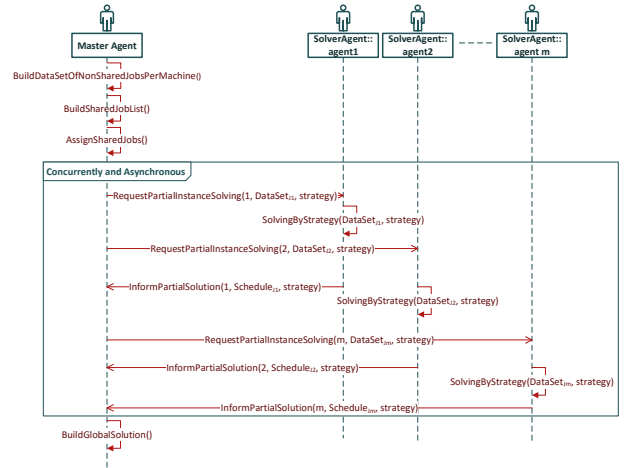 Master Agent
SolverAgent::
agent1
SolverAgent::
agent2
SolverAgent::
agent m
BuildDataSetOfNonSharedJobsPerMachine()
BuildSharedJobList()
AssignSharedJobs()
Concurrently and Asynchronous
RequestPartialInstanceSolving(1, DataSetJ1, strategy)
SolvingByStrategy(DataSetJ1, strategy)
RequestPartialInstanceSolving(2, DataSetJ2, strategy)
InformPartialSolution(1, ScheduleJ1, strategy)
SolvingByStrategy(DataSetJ2, strategy)
RequestPartialInstanceSolving(m, DataSetJm, strategy)
InformPartialSolution(2, ScheduleJ2, strategy)
SolvingByStrategy(DataSetJm, strategy)
InformPartialSolution(m, ScheduleJm, strategy)
BuildGlobalSolution()